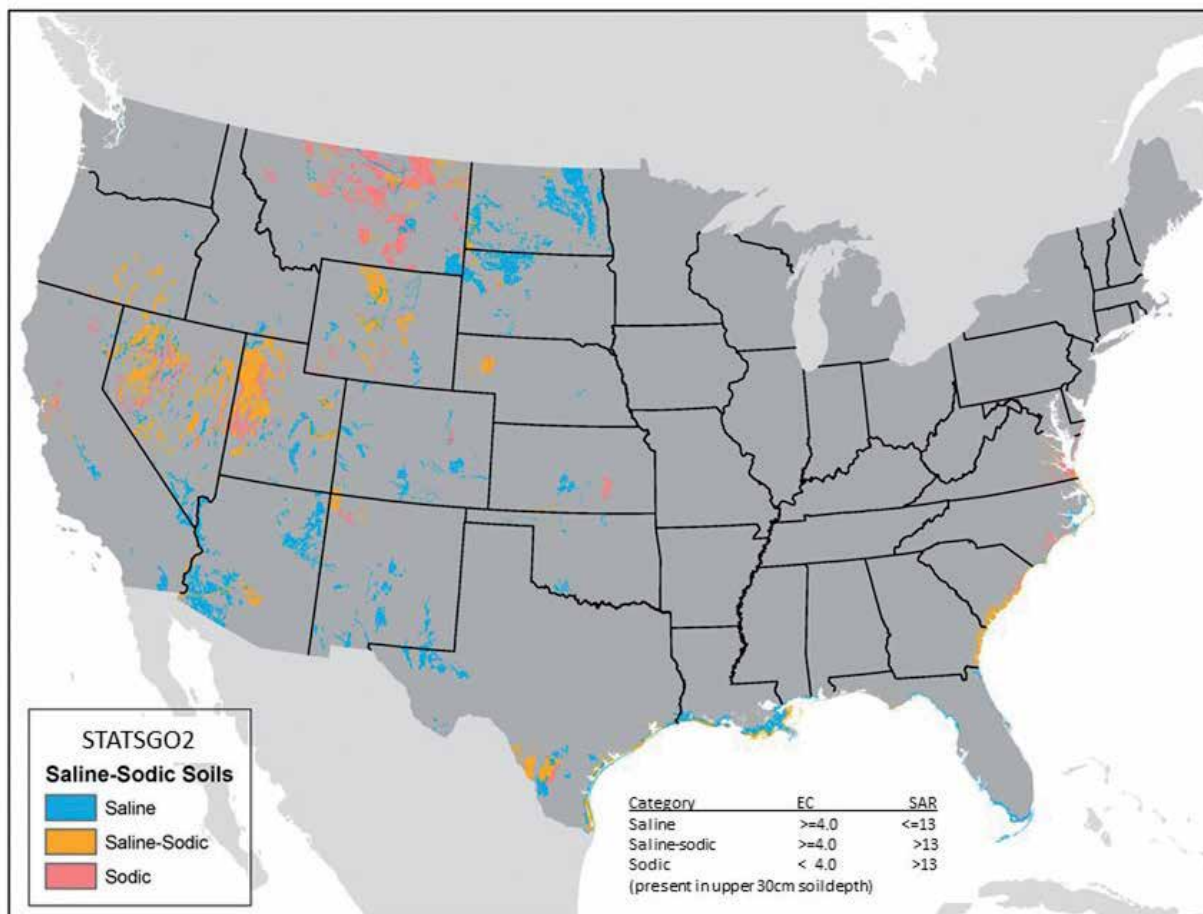 STATSGO2
Saline-Sodic Soils
Saline
Saline-Sodic
Sodic
Category EC SAR
Saline >=4.0 <=13
Saline-sodic >=4.0 >13
Sodic < 4.0 >13
(present in upper 30cm soil depth)